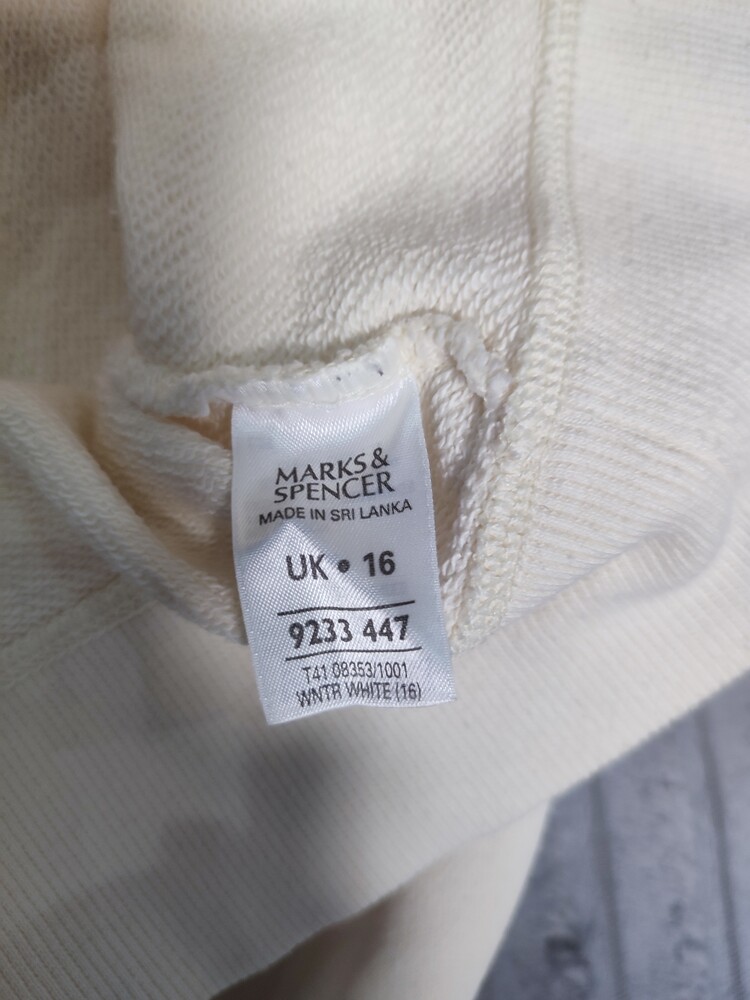 MARKS &
SPENCER
MADE IN SRI LANKA
UK • 16
9233 447
T41 08353/1001
WNTR WHITE (16)